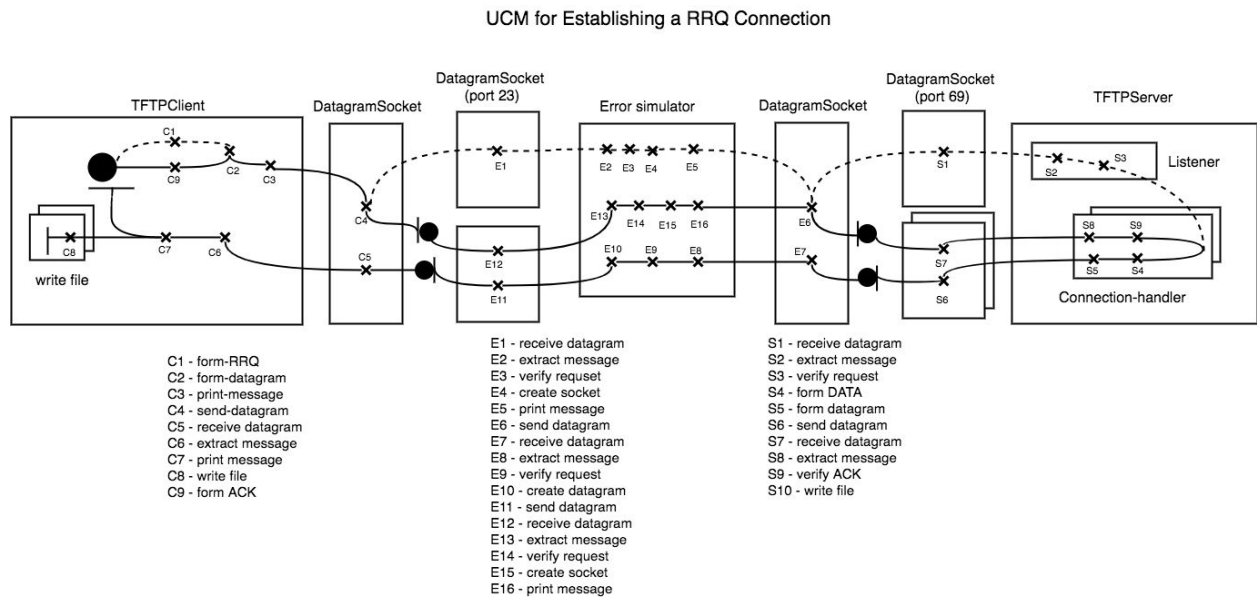 UCM for Establishing a RRQ Connection
TFTPClient
DatagramSocket
DatagramSocket
(port 23)
Error simulator
DatagramSocket
DatagramSocket
(port 69)
TFTPServer
C1
C9
C2
C3
C4
C8
C7
C6
C5
write file
E1
E2
E3
E4
E5
E13
E14
E15
E16
E12
E10
E9
E8
E11
E6
E7
S1
S2
S3
Listener
S8
S9
S7
S5
S4
S6
Connection-handler
C1 - form-RRQ
C2 - form-datagram
C3 - print-message
C4 - send-datagram
C5 - receive datagram
C6 - extract message
C7 - print message
C8 - write file
C9 - form ACK
E1 - receive datagram
E2 - extract message
E3 - verify requset
E4 - create socket
E5 - print message
E6 - send datagram
E7 - receive datagram
E8 - extract message
E9 - verify request
E10 - create datagram
E11 - send datagram
E12 - receive datagram
E13 - extract message
E14 - verify request
E15 - create socket
E16 - print message
S1 - receive datagram
S2 - extract message
S3 - verify request
S4 - form DATA
S5 - form datagram
S6 - send datagram
S7 - receive datagram
S8 - extract message
S9 - verify ACK
S10 - write file